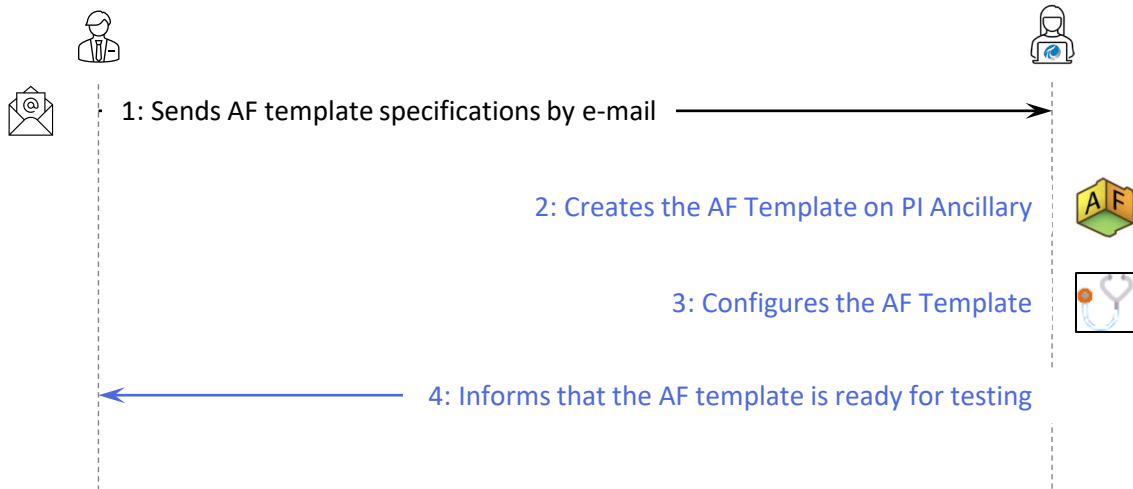 1: Sends AF template specifications by e-mail
2: Creates the AF Template on PI Ancillary
AF
3: Configures the AF Template
4: Informs that the AF template is ready for testing